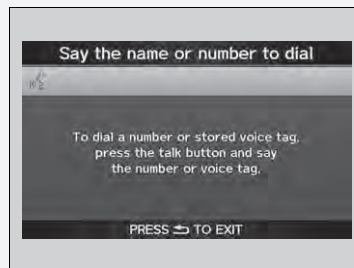 Say the name or number to dial
To dial a number or stored voice tag,
press the talk button and say
the number or voice tag.
PRESS TO EXIT